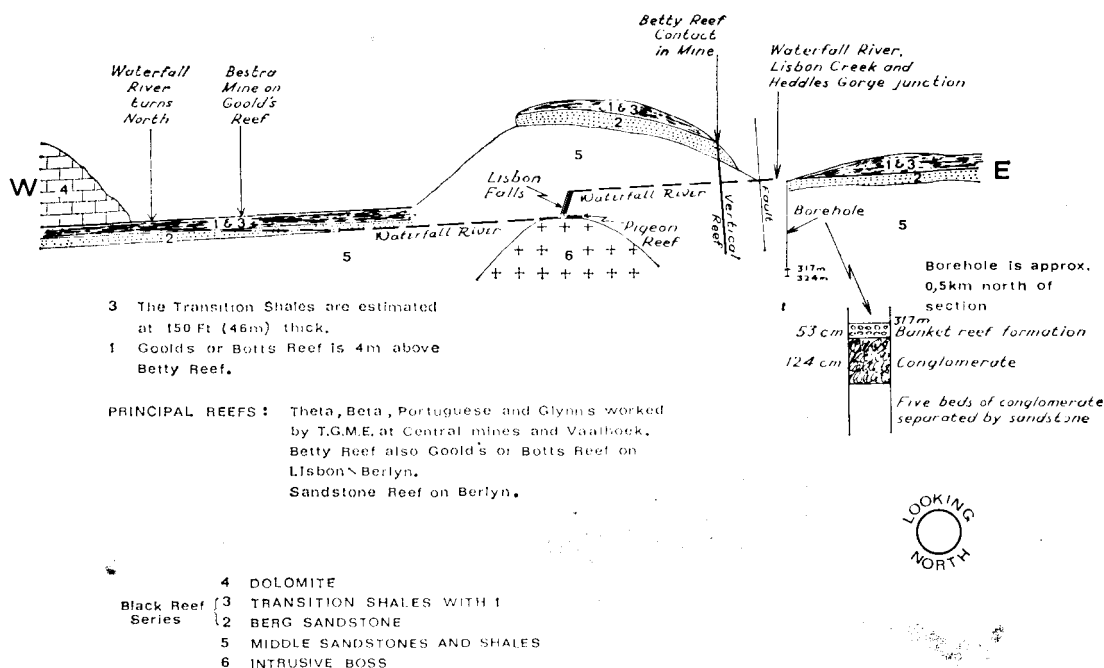 Betty Reef
Contact
in Mine
Waterfall River,
Lisbon Creek and
Heddles Gorge junction
Waterfall
River
turns
North
Bestra
Mine on
Goold's
Reef
1 & 3
2
5
4
W
Lisbon
Falls
Waterfall River
1 & 3
2
E
1 & 3
2
Waterfall River
Pigeon
Reef
Vertical
Reef
Fault
Borehole
5
5
6
317m
324m
Borehole is approx.
0,5km north of
section
3 The Transition Shales are estimated
at 150 Ft (46m) thick.
1 Goolds or Botts Reef is 4m above
Betty Reef.
t
317m
53 cm Banket reef formation
124 cm Conglomerate
Five beds of conglomerate
separated by sandstone
PRINCIPAL REEFS: Theta, Beta, Portuguese and Glynns worked
by T.G.M.E. at Central mines and Vaalhoek.
Betty Reef also Goold's or Botts Reef on
Lisbon\Berlyn.
Sandstone Reef on Berlyn.
LOOKING
NORTH
4 DOLOMITE
Black Reef Series
3 TRANSITION SHALES WITH 1
2 BERG SANDSTONE
5 MIDDLE SANDSTONES AND SHALES
6 INTRUSIVE BOSS